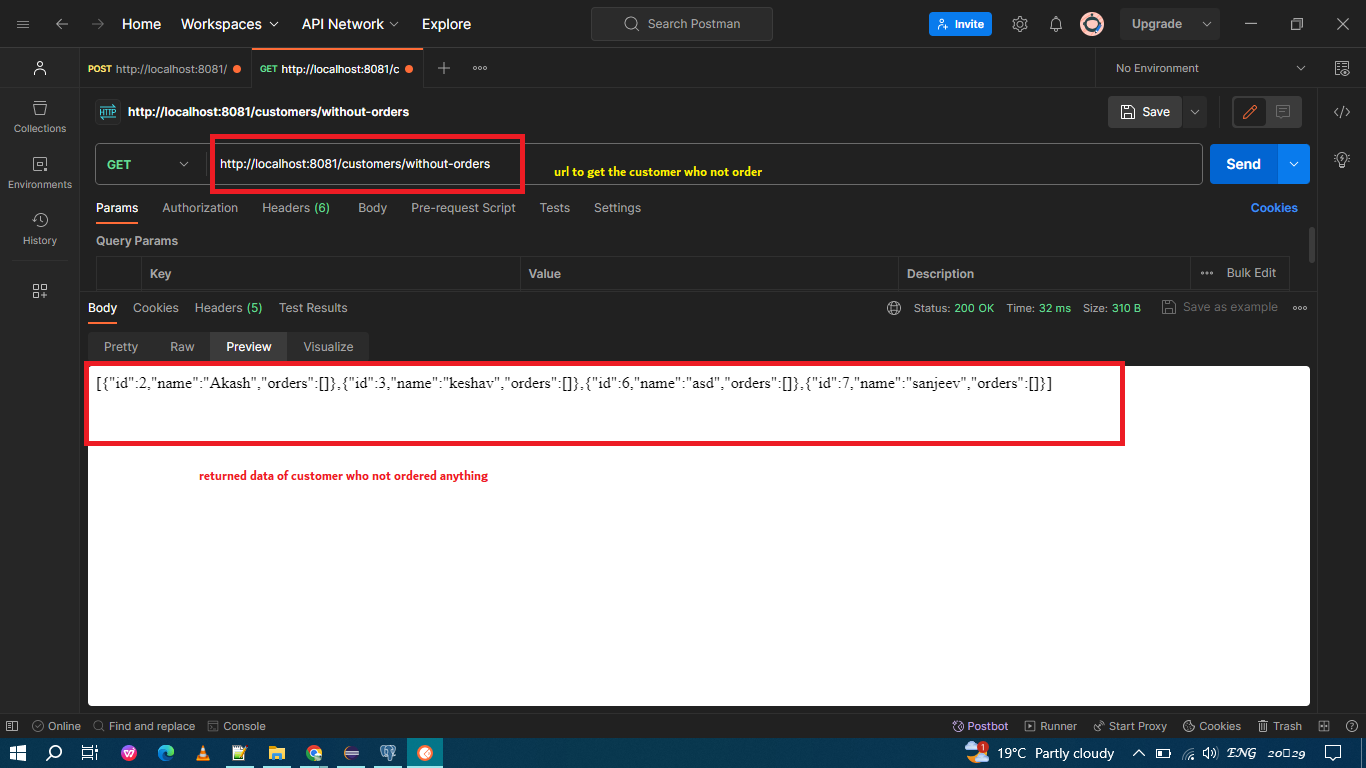 Home Workspaces API Network Explore Search Postman Invite Upgrade
POST http://localhost:8081/ GET http://localhost:8081/c No Environment
http://localhost:8081/customers/without-orders Save
GET http://localhost:8081/customers/without-orders url to get the customer who not order Send
Params Authorization Headers (6) Body Pre-request Script Tests Settings Cookies
Query Params
Key Value Description Bulk Edit
Collections
Environments
History
Body Cookies Headers (5) Test Results Status: 200 OK Time: 32 ms Size: 310 B Save as example
Pretty Raw Preview Visualize
[{"id":2,"name":"Akash","orders":[]},{"id":3,"name":"keshav","orders":[]},{"id":6,"name":"asd","orders":[]},{"id":7,"name":"sanjeev","orders":[]}]
returned data of customer who not ordered anything
Online Find and replace Console Postbot Runner Start Proxy Cookies Trash
1 19°C Partly cloudy ENG 20▯29